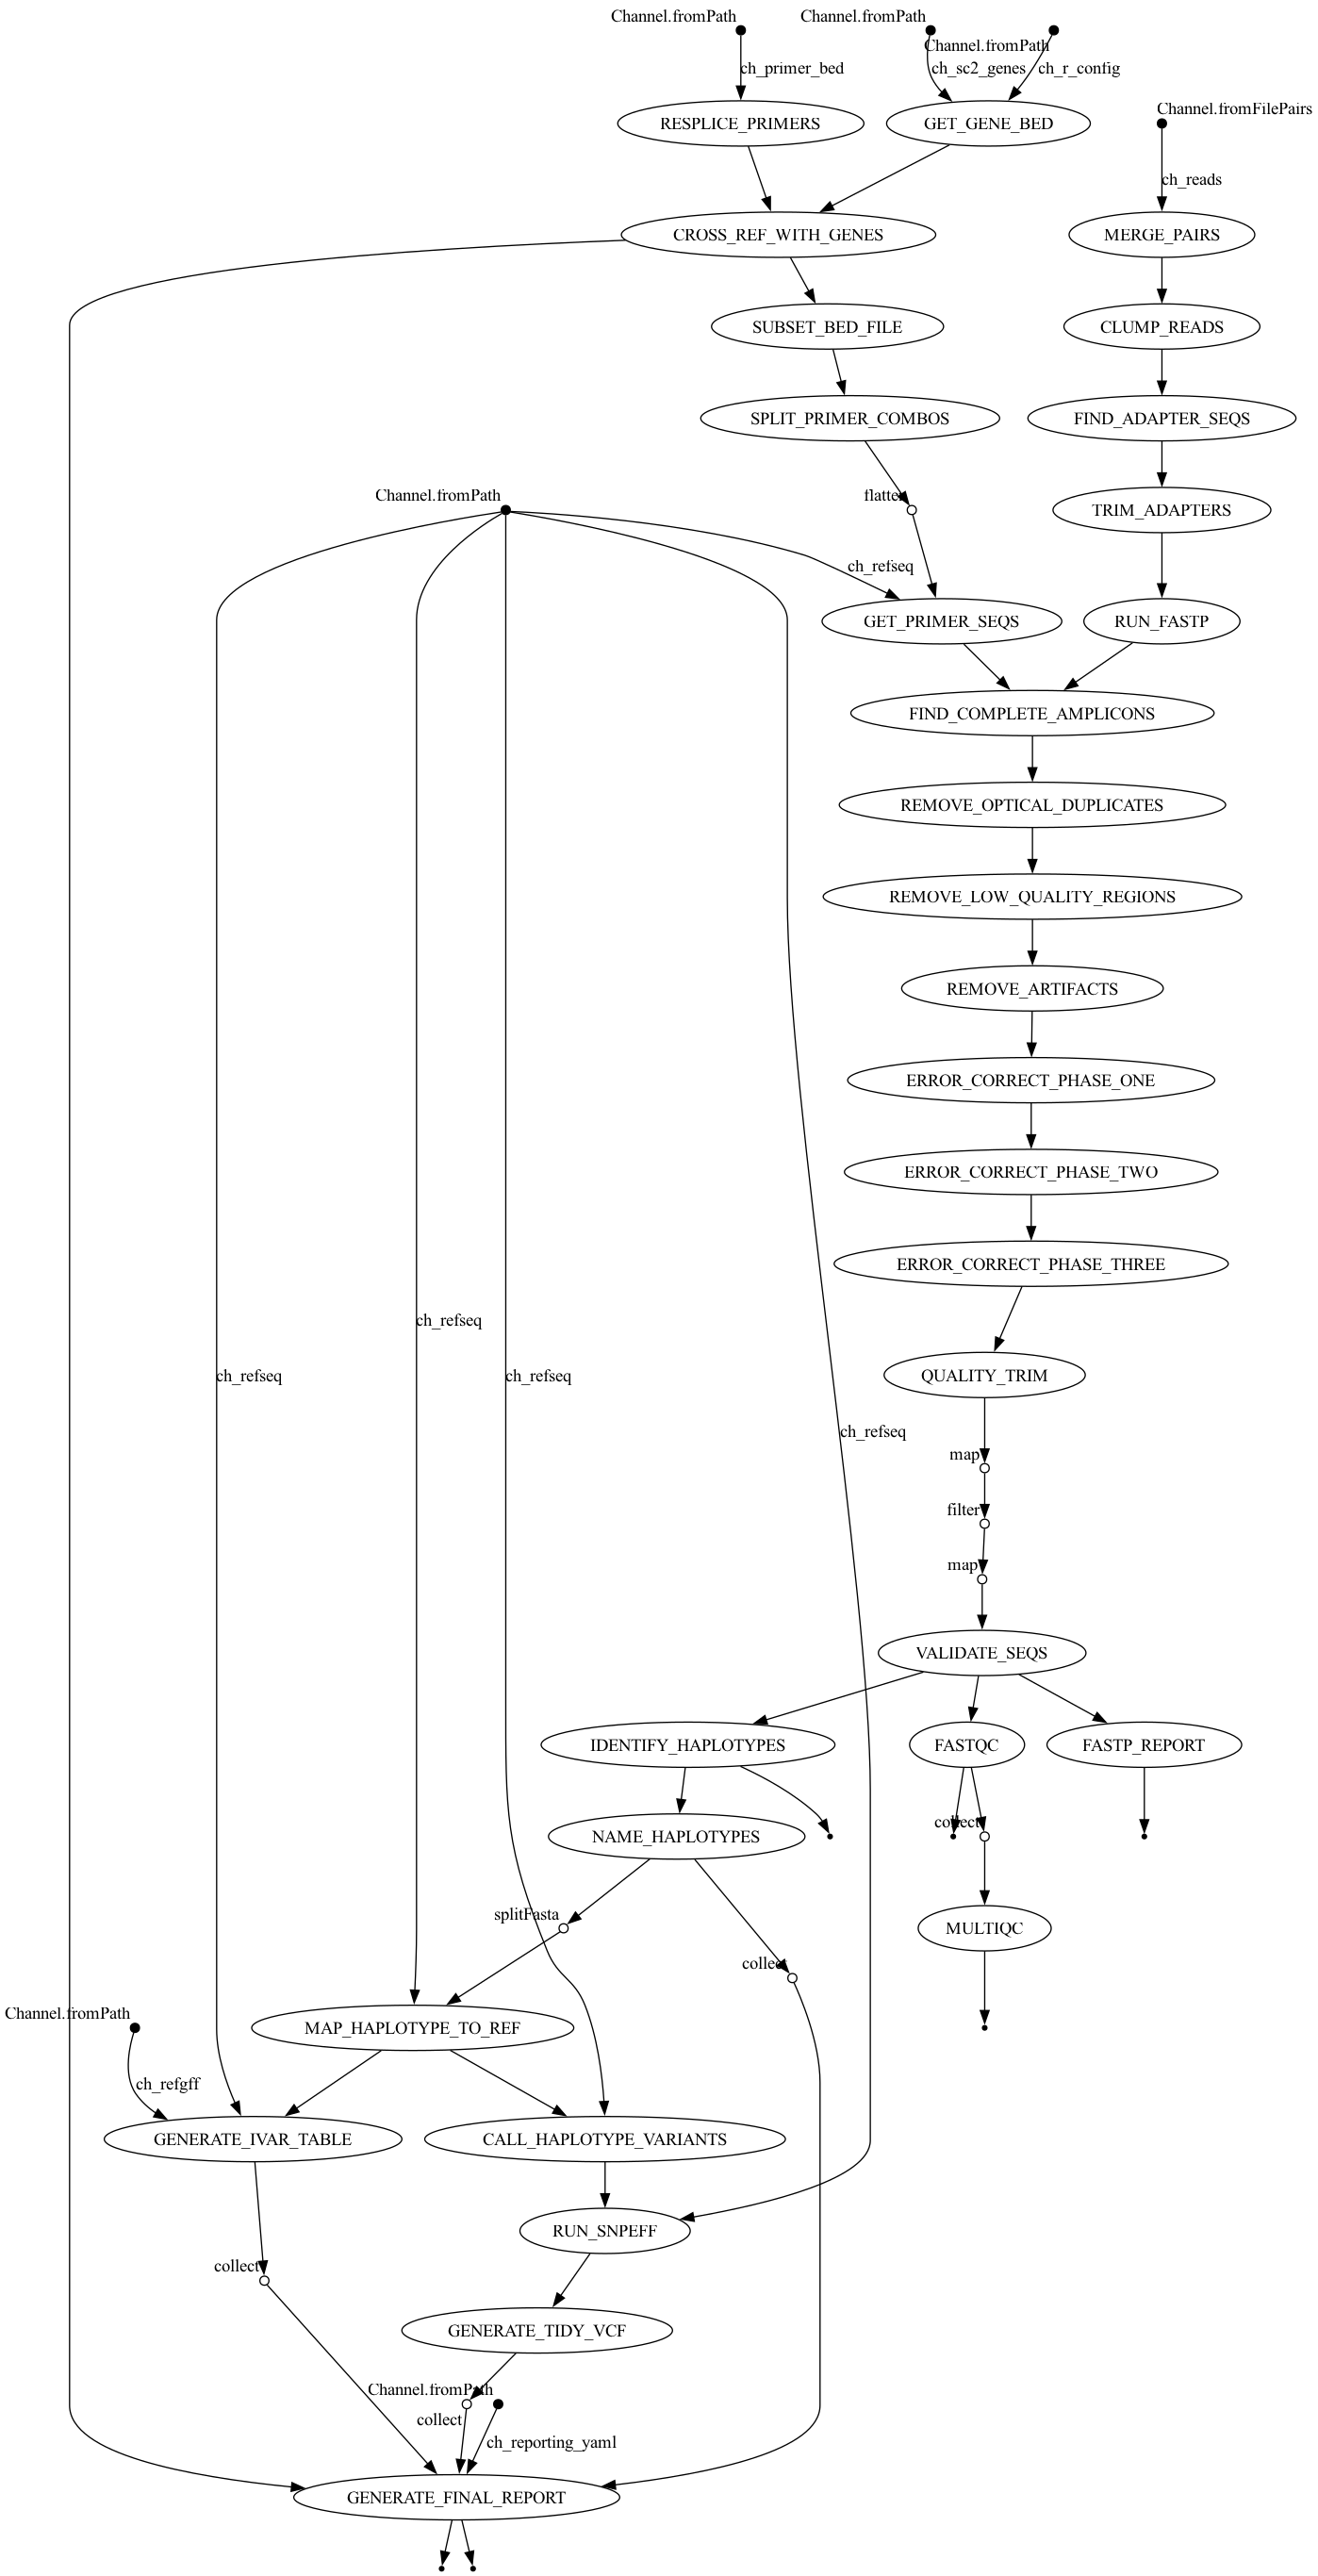 Channel.fromPath
Channel.fromPath
Channel.fromPath
ch_primer_bed
ch_sc2_genes
ch_r_config
RESPLICE_PRIMERS
GET_GENE_BED
Channel.fromFilePairs
ch_reads
CROSS_REF_WITH_GENES
MERGE_PAIRS
SUBSET_BED_FILE
CLUMP_READS
SPLIT_PRIMER_COMBOS
FIND_ADAPTER_SEQS
Channel.fromPath
flatten
TRIM_ADAPTERS
ch_refseq
GET_PRIMER_SEQS
RUN_FASTP
FIND_COMPLETE_AMPLICONS
REMOVE_OPTICAL_DUPLICATES
REMOVE_LOW_QUALITY_REGIONS
REMOVE_ARTIFACTS
ERROR_CORRECT_PHASE_ONE
ERROR_CORRECT_PHASE_TWO
ERROR_CORRECT_PHASE_THREE
ch_refseq
ch_refseq
ch_refseq
QUALITY_TRIM
ch_refseq
map
filter
map
VALIDATE_SEQS
IDENTIFY_HAPLOTYPES
FASTQC
FASTP_REPORT
collect
NAME_HAPLOTYPES
splitFasta
MULTIQC
collect
Channel.fromPath
MAP_HAPLOTYPE_TO_REF
ch_refgff
GENERATE_IVAR_TABLE
CALL_HAPLOTYPE_VARIANTS
RUN_SNPEFF
collect
GENERATE_TIDY_VCF
Channel.fromPath
collect
ch_reporting_yaml
GENERATE_FINAL_REPORT